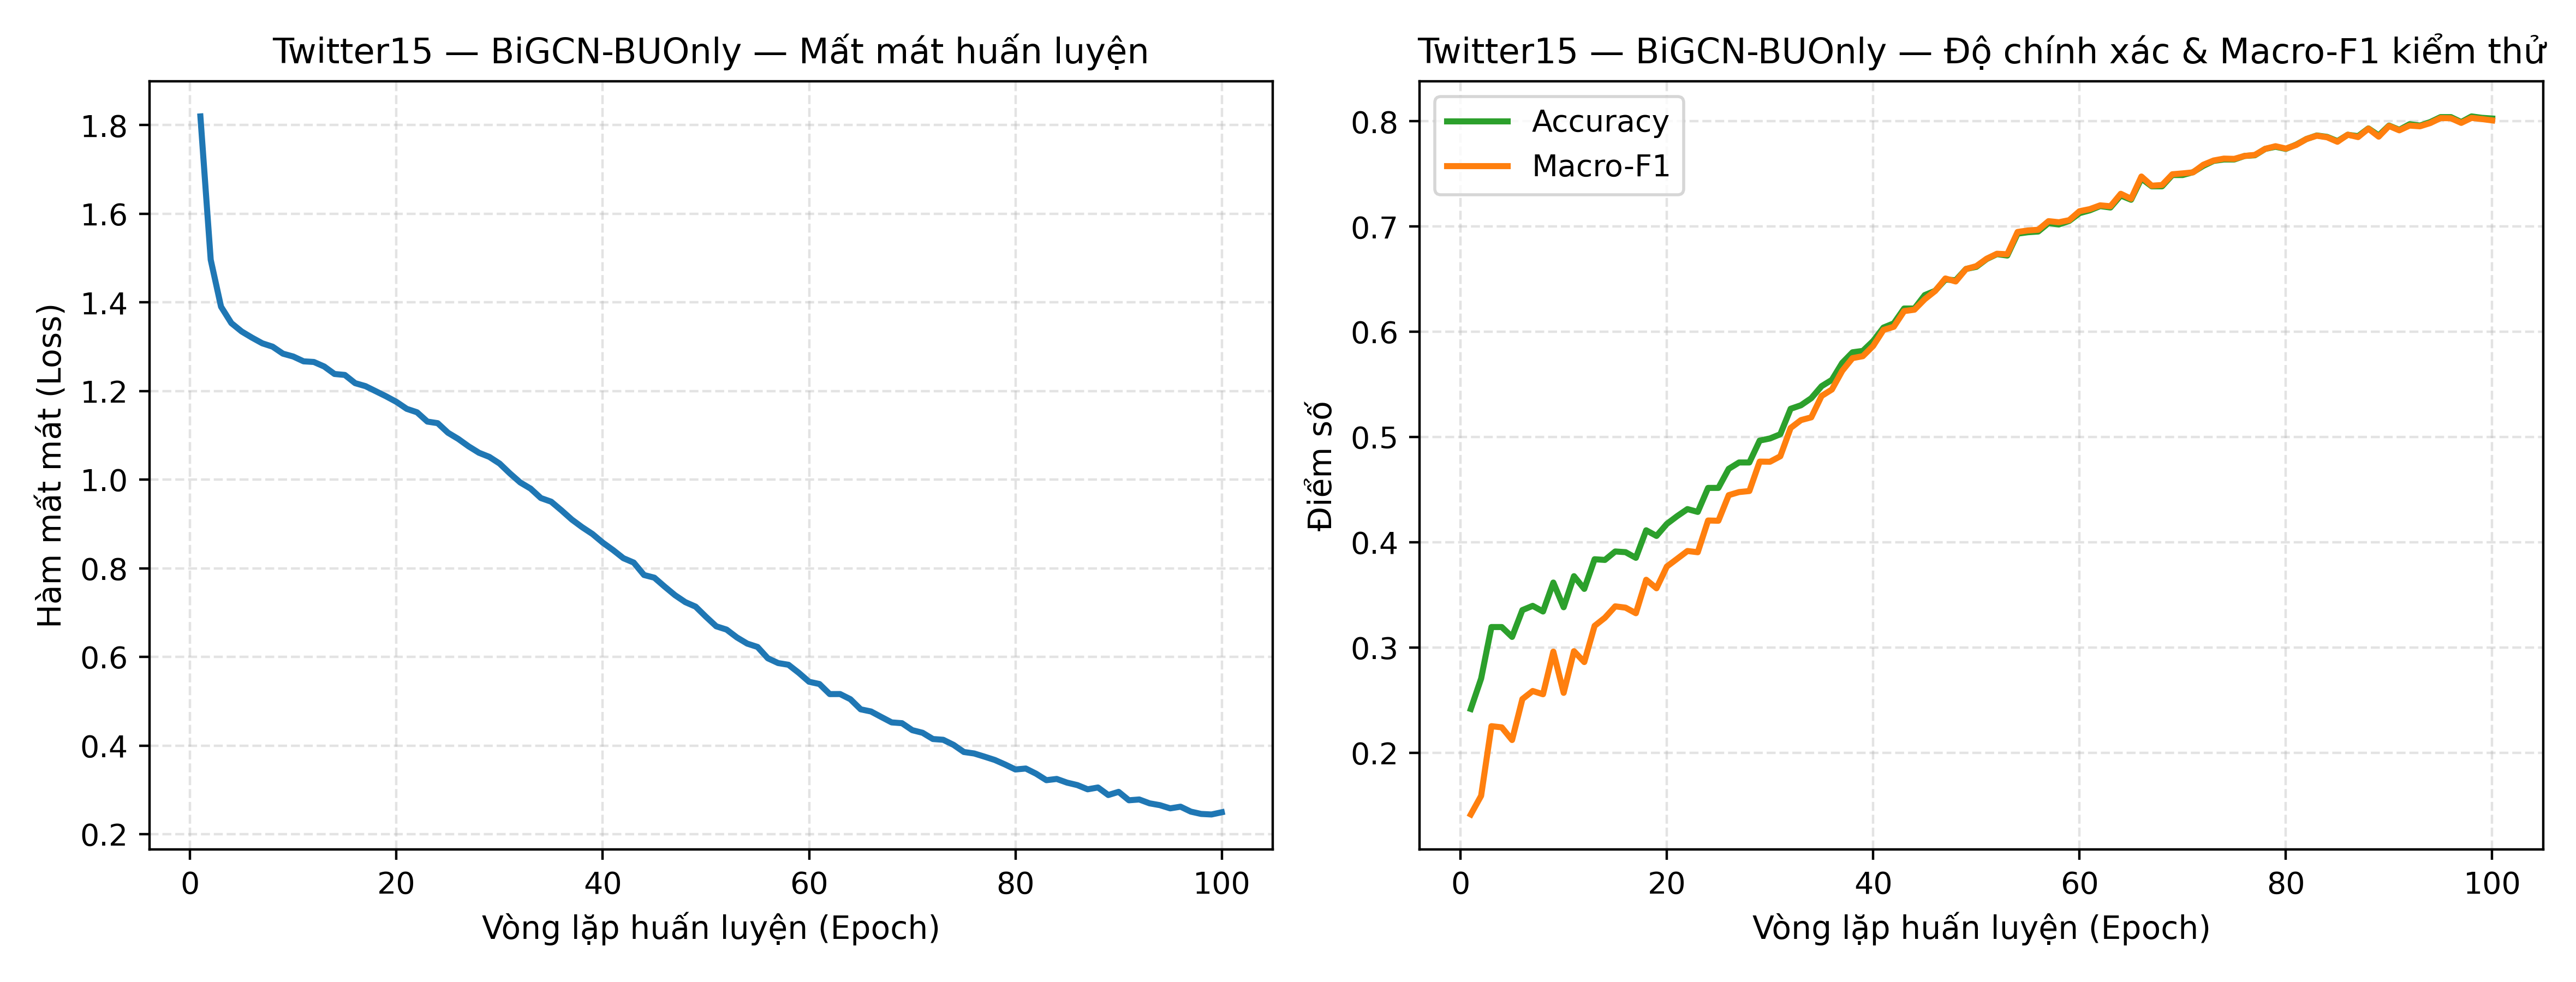 Twitter15 — BiGCN-BUOnly — Mất mát huấn luyện
Hàm mất mát (Loss)
1.8
1.6
1.4
1.2
1.0
0.8
0.6
0.4
0.2
0 20 40 60 80 100
Vòng lặp huấn luyện (Epoch)
Twitter15 — BiGCN-BUOnly — Độ chính xác & Macro-F1 kiểm thử
Accuracy
Macro-F1
Điểm số
0.8
0.7
0.6
0.5
0.4
0.3
0.2
0 20 40 60 80 100
Vòng lặp huấn luyện (Epoch)